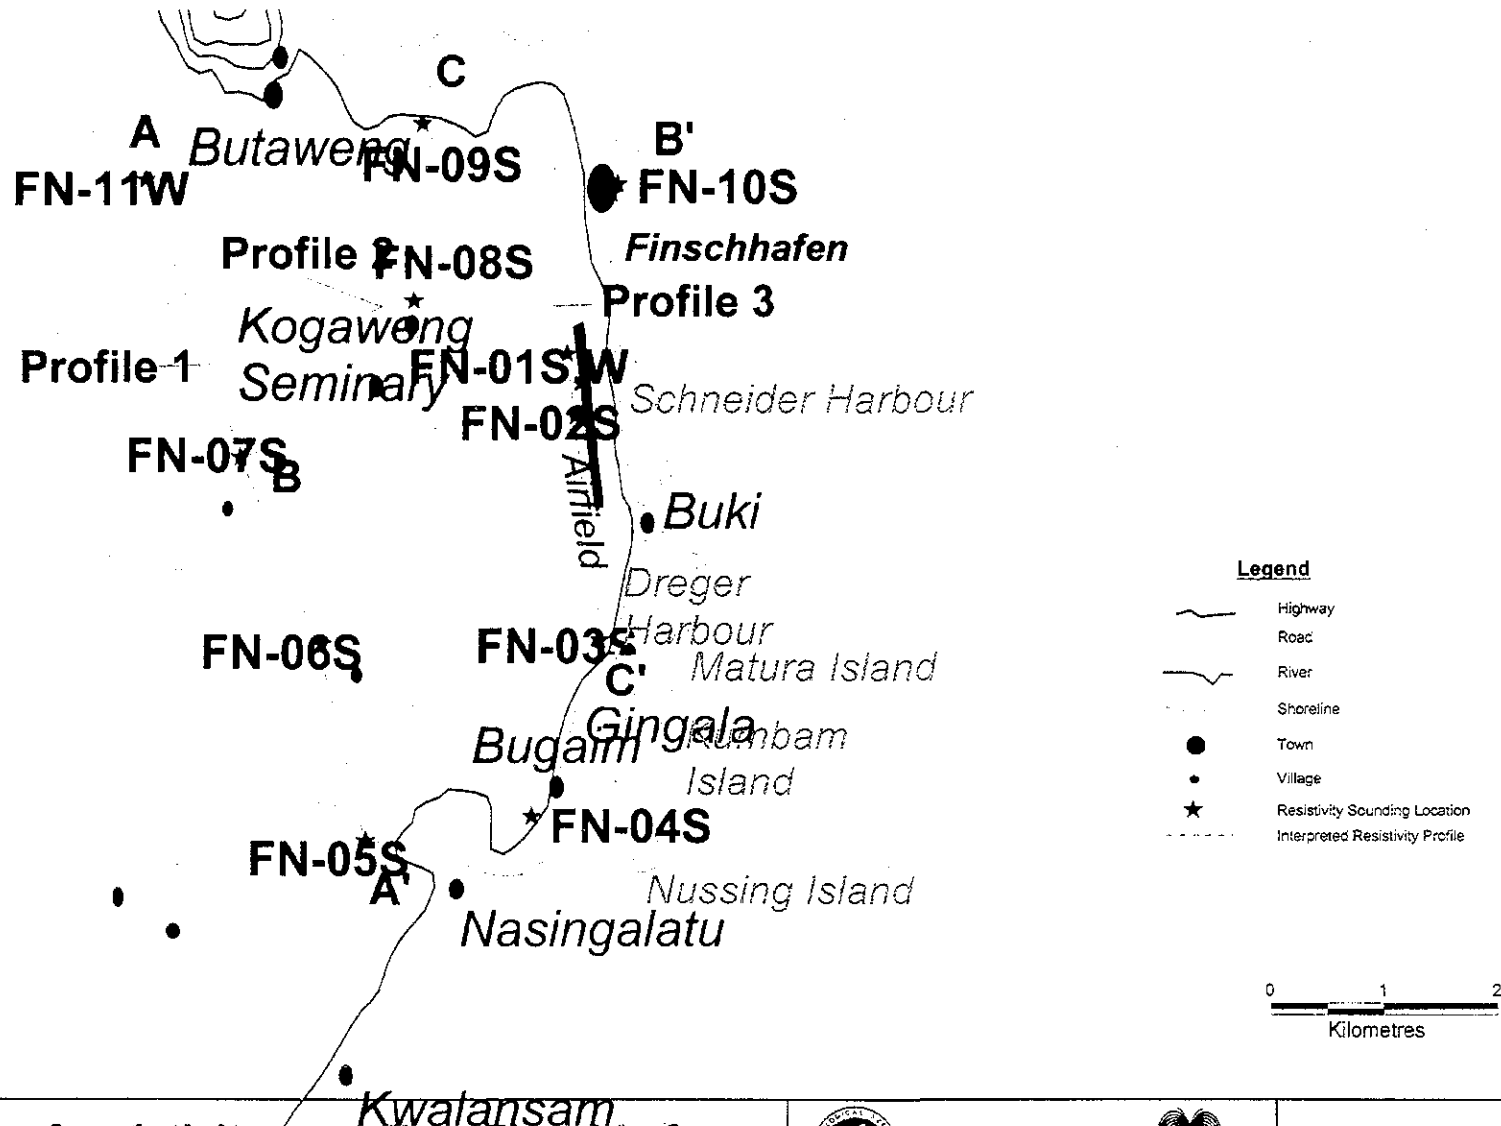 C
A
B'
Butaweng
FN-09S
FN-11W
FN-10S
Finschhafen
Profile 2
FN-08S
Profile 3
Kogaweng
Seminary
Profile 1
FN-01S,W
Schneider Harbour
FN-02S
FN-07S
B
Airfield
Buki
Dreger
Harbour
FN-06S
FN-03S
Matura Island
C'
Gingala
Bugaim
Kumbam
Island
FN-04S
FN-05S
A'
Nussing Island
Nasingalatu
Kwalansam
Legend
Highway
Road
River
Shoreline
Town
Village
Resistivity Sounding Location
Interpreted Resistivity Profile
0 1 2
Kilometres